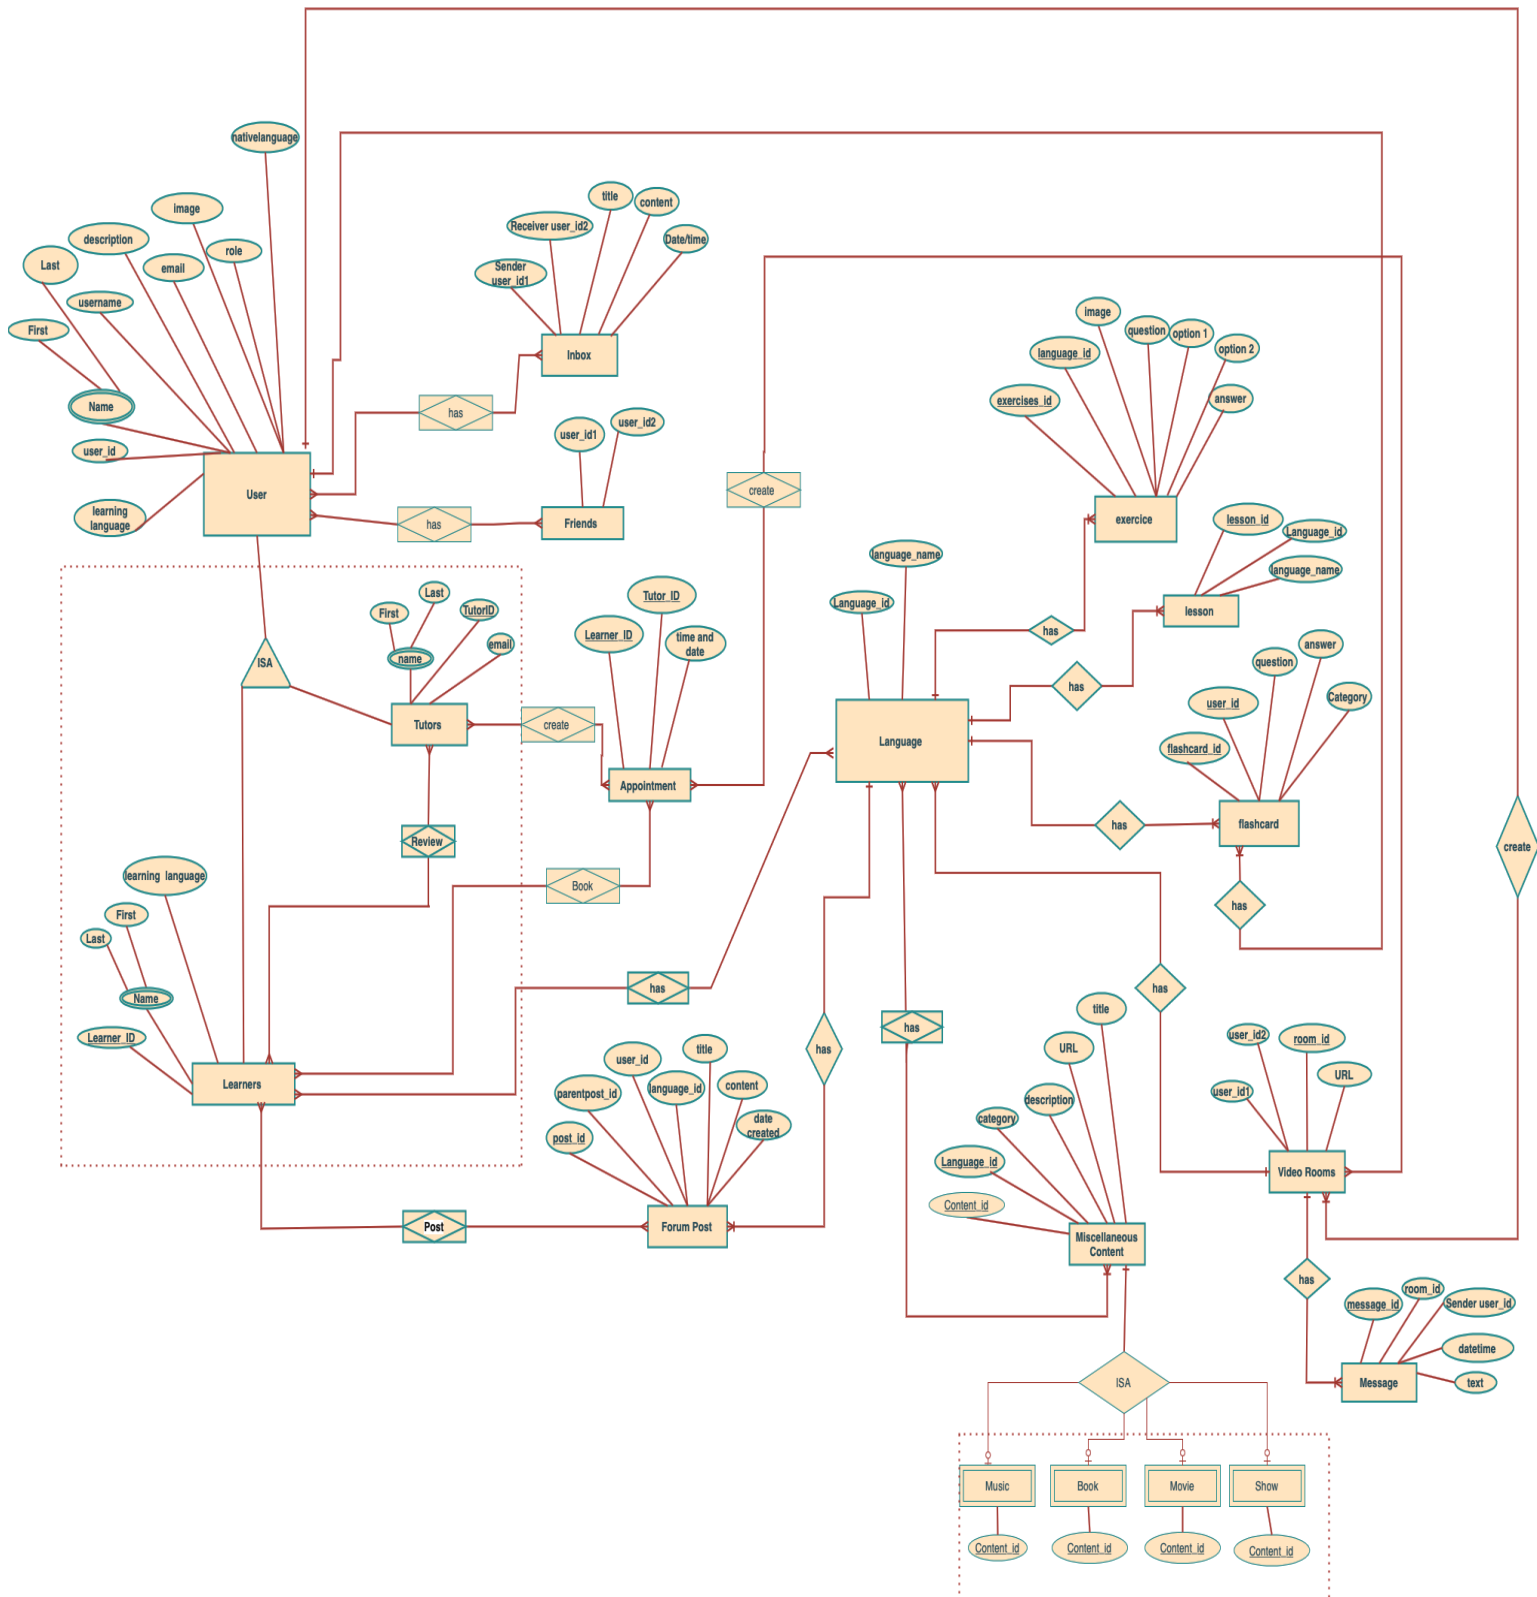 nativelanguage
image
description
role
Last
email
username
First
Name
user_id
learning
language
User
title
content
Receiver user_id2
Date/time
Sender
user_id1
Inbox
has
user_id1
user_id2
has
Friends
create
image
question
option 1
option 2
language_id
exercises_id
answer
exercice
lesson_id
Language_id
language_name
lesson
language_name
Language_id
has
has
Language
answer
question
user_id
Category
flashcard_id
flashcard
has
has
create
ISA
First
Last
TutorID
name
email
Tutors
Tutor_ID
Learner_ID
time and
date
create
Appointment
Review
Book
learning language
First
Last
Name
Learner_ID
Learners
has
has
has
has
user_id
title
parentpost_id
language_id
content
post_id
date
created
Post
Forum Post
title
URL
description
category
Language_id
Content_id
Miscellaneous
Content
user_id2
room_id
user_id1
URL
Video Rooms
has
message_id
room_id
Sender user_id
datetime
text
Message
ISA
Music
Book
Movie
Show
Content_id
Content_id
Content_id
Content_id